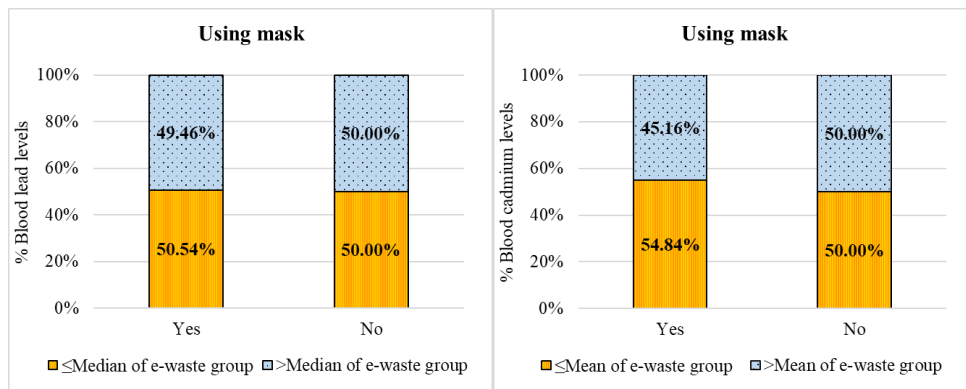 Using mask
% Blood lead levels
100%
80%
60%
40%
20%
0%
49.46%
50.00%
50.54%
50.00%
Yes
No
≤Median of e-waste group
>Median of e-waste group
Using mask
% Blood cadmium levels
100%
80%
60%
40%
20%
0%
45.16%
50.00%
54.84%
50.00%
Yes
No
≤Mean of e-waste group
>Mean of e-waste group